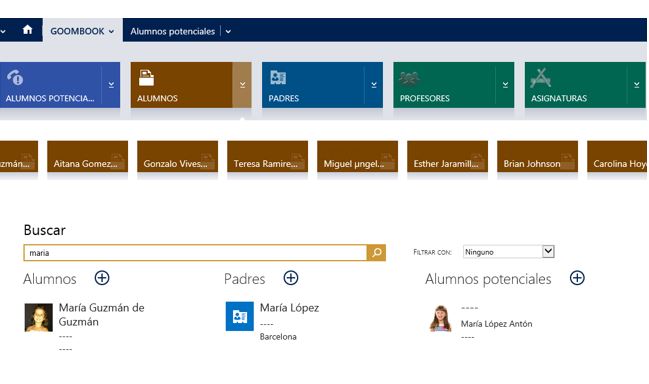 GOOMBOOK Alumnos potenciales
ALUMNOS POTENCIA... ALUMNOS PADRES PROFESORES ASIGNATURAS
uzmán... Aitana Gomez... Gonzalo Vives... Teresa Ramire... Miguel µngel... Esther Jaramill... Brian Johnson Carolina Hoyo
Buscar
maria FILTRAR CON: Ninguno
Alumnos Padres Alumnos potenciales
María Guzmán de María López ----
Guzmán ---- María López Antón
---- Barcelona ----
----